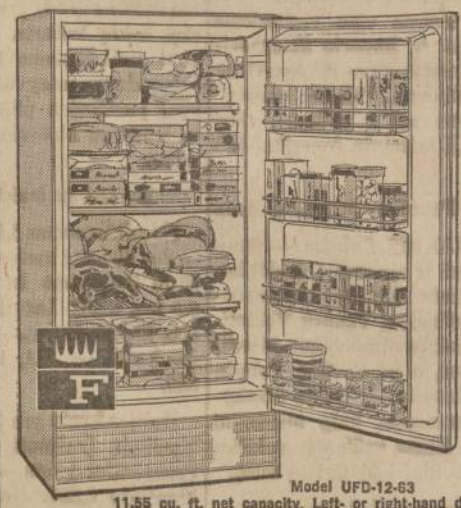 F
Model UFD-12-63
11.55 cu. ft. net capacity. Left- or right-hand d